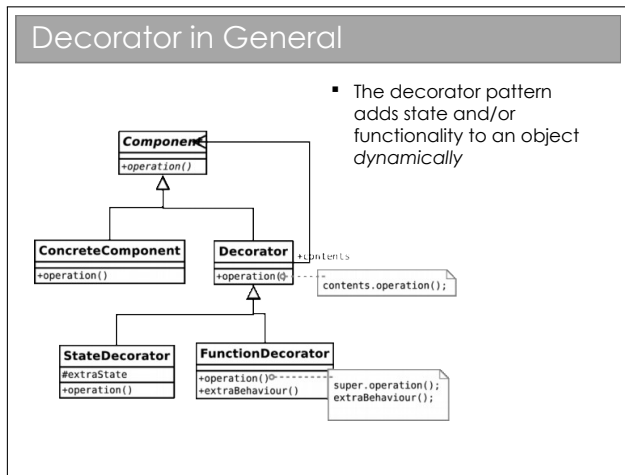 Decorator in General
▪ The decorator pattern
adds state and/or
functionality to an object
dynamically
Component
+operation()
ConcreteComponent
+operation()
Decorator
+operation()
+contents
contents.operation();
StateDecorator
#extraState
+operation()
FunctionDecorator
+operation()
+extraBehaviour()
super.operation();
extraBehaviour();